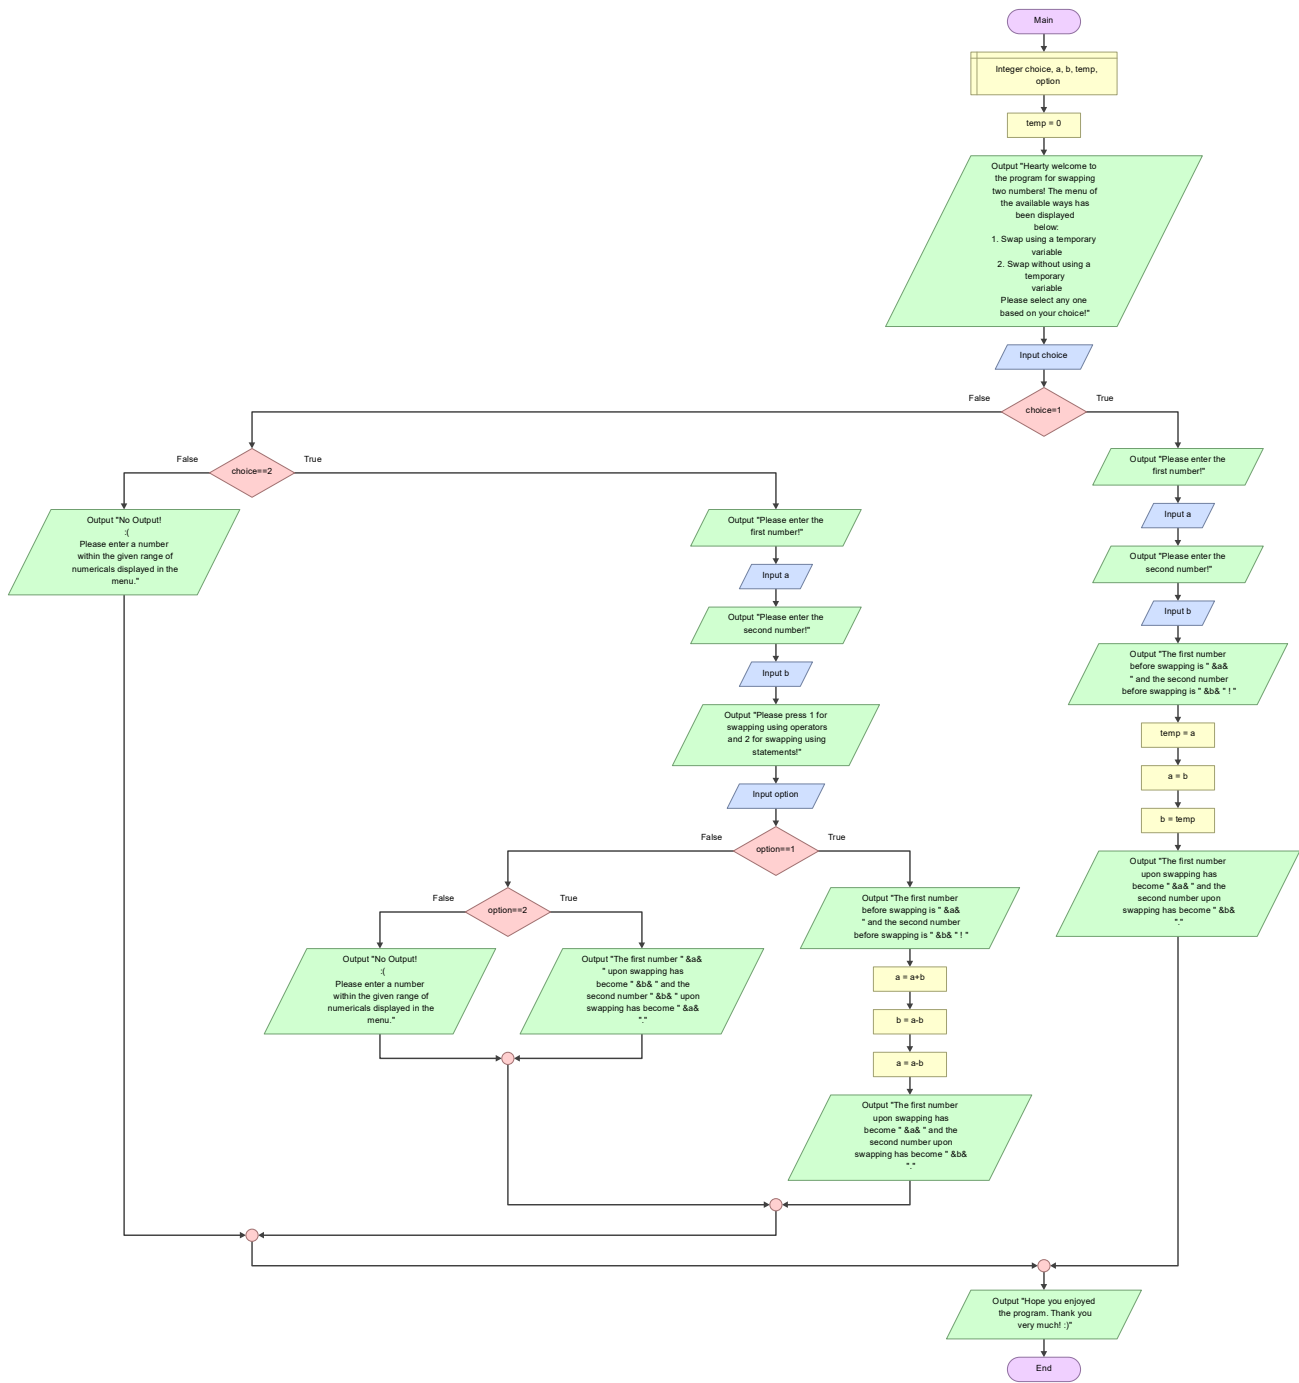 Main
Integer choice, a, b, temp,
option
temp = 0
Output "Hearty welcome to
the program for swapping
two numbers! The menu of
the available ways has
been displayed
below:
1. Swap using a temporary
variable
2. Swap without using a
temporary
variable
Please select any one
based on your choice!"
Input choice
choice=1
False
True
choice==2
False
True
Output "No Output!
:(
Please enter a number
within the given range of
numericals displayed in the
menu."
Output "Please enter the
first number!"
Input a
Output "Please enter the
second number!"
Input b
Output "Please press 1 for
swapping using operators
and 2 for swapping using
statements!"
Input option
option==1
False
True
option==2
False
True
Output "No Output!
:(
Please enter a number
within the given range of
numericals displayed in the
menu."
Output "The first number " &a&
" upon swapping has
become " &b& " and the
second number " &b& " upon
swapping has become " &a&
"."
Output "The first number
before swapping is " &a&
" and the second number
before swapping is " &b& " ! "
a = a+b
b = a-b
a = a-b
Output "The first number
upon swapping has
become " &a& " and the
second number upon
swapping has become " &b&
"."
Output "Please enter the
first number!"
Input a
Output "Please enter the
second number!"
Input b
Output "The first number
before swapping is " &a&
" and the second number
before swapping is " &b& " ! "
temp = a
a = b
b = temp
Output "The first number
upon swapping has
become " &a& " and the
second number upon
swapping has become " &b&
"."
Output "Hope you enjoyed
the program. Thank you
very much! :)"
End